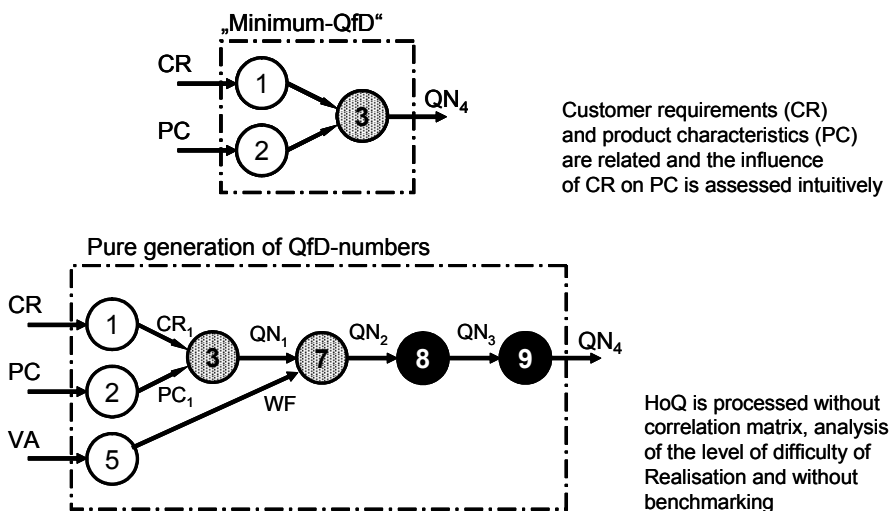 „Minimum-QfD“
CR
1
3
QN4
PC
2
Customer requirements (CR)
and product characteristics (PC)
are related and the influence
of CR on PC is assessed intuitively
Pure generation of QfD-numbers
CR
1
CR1
3
QN1
7
QN2
8
QN3
9
QN4
PC
2
PC1
WF
VA
5
HoQ is processed without
correlation matrix, analysis
of the level of difficulty of
Realisation and without
benchmarking